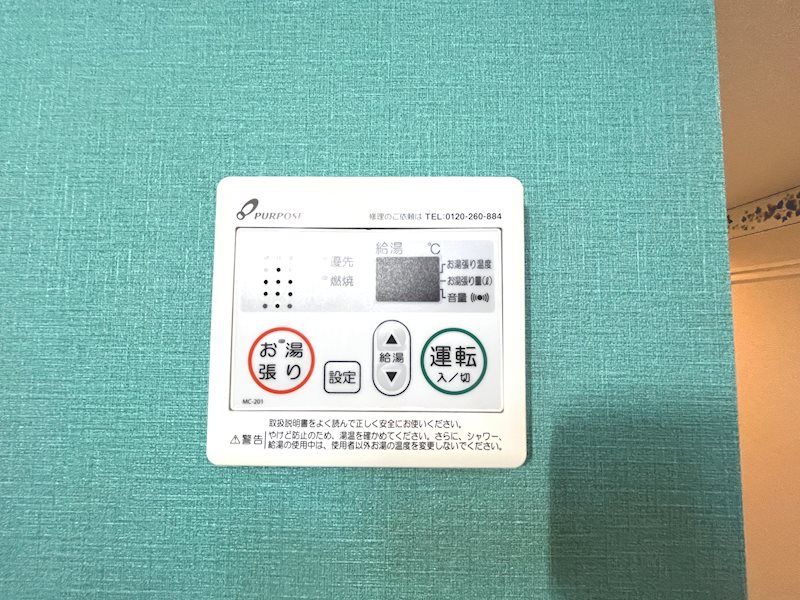 PURPOSE 修理のご依頼は TEL:0120-260-884
給湯 ℃
優先
燃焼
お湯張り温度
お湯張り量(ℓ)
音量
お湯張り
設定
給湯
運転
入/切
MC-201
取扱説明書をよく読んで正しく安全にお使いください。
警告
やけど防止のため、湯温を確かめてください。さらに、シャワー、
給湯の使用中は、使用者以外お湯の温度を変更しないでください。